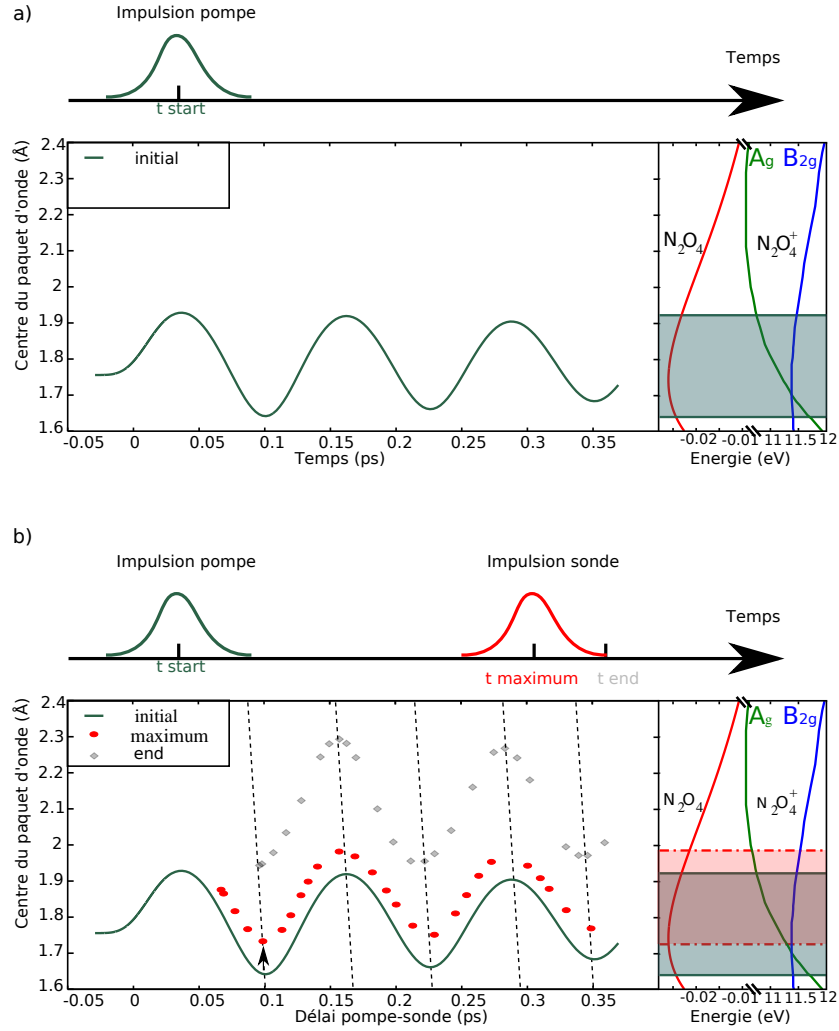 a)
Impulsion pompe
Temps
t start
Centre du paquet d'onde (Å)
2.4
2.3
2.2
2.1
2
1.9
1.8
1.7
1.6
initial
-0.05 0 0.05 0.1 0.15 0.2 0.25 0.3 0.35
Temps (ps)
Ag B2g
N2O4 N2O4+
-0.02 -0.01 11 11.5 12
Energie (eV)
b)
Impulsion pompe Impulsion sonde
Temps
t start t maximum t end
Centre du paquet d'onde (Å)
2.4
2.3
2.2
2.1
2
1.9
1.8
1.7
1.6
initial
maximum
end
-0.05 0 0.05 0.1 0.15 0.2 0.25 0.3 0.35
Délai pompe-sonde (ps)
Ag B2g
N2O4 N2O4+
-0.02 -0.01 11 11.5 12
Energie (eV)